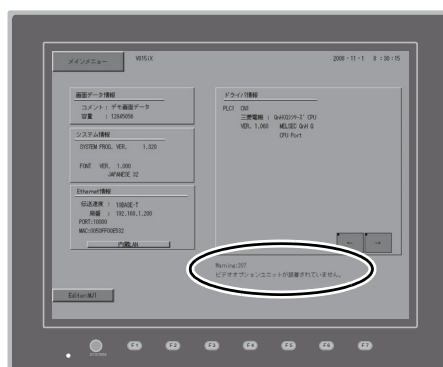 メインメニュー V815iX 2008-11-1 8:30:15
画面データ情報
コメント: デモ画面データ
容量 : 12845056
システム情報
SYSTEM PROG. VER. 1.020
FONT VER. 1.000
JAPANESE 32
Ethernet情報
伝送速度 : 10BASE-T
局番 : 192.168.1.200
PORT:10000
MAC:0050FF00E532
内蔵LAN
ドライバ情報
PLC1 CN1
三菱電機 : QnH(Q)シリーズ CPU
VER. 1.060 MELSEC QnH Q
CPU Port
← →
Warning:207
ビデオオプションユニットが装着されていません。
Editor:MJ1
SYSTEM F1 F2 F3 F4 F5 F6 F7